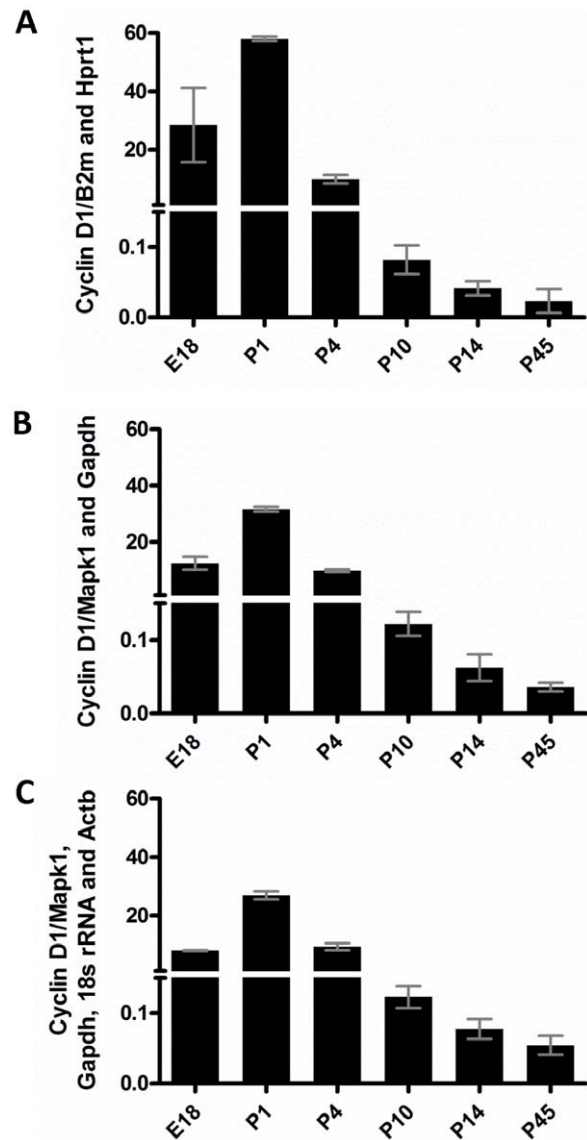 A
Cyclin D1/B2m and Hprt1
60
40
20
0.1
0.0
E18
P1
P4
P10
P14
P45
B
Cyclin D1/Mapk1 and Gapdh
60
40
20
0.1
0.0
E18
P1
P4
P10
P14
P45
C
Cyclin D1/Mapk1,
Gapdh, 18s rRNA and Actb
60
40
20
0.1
0.0
E18
P1
P4
P10
P14
P45